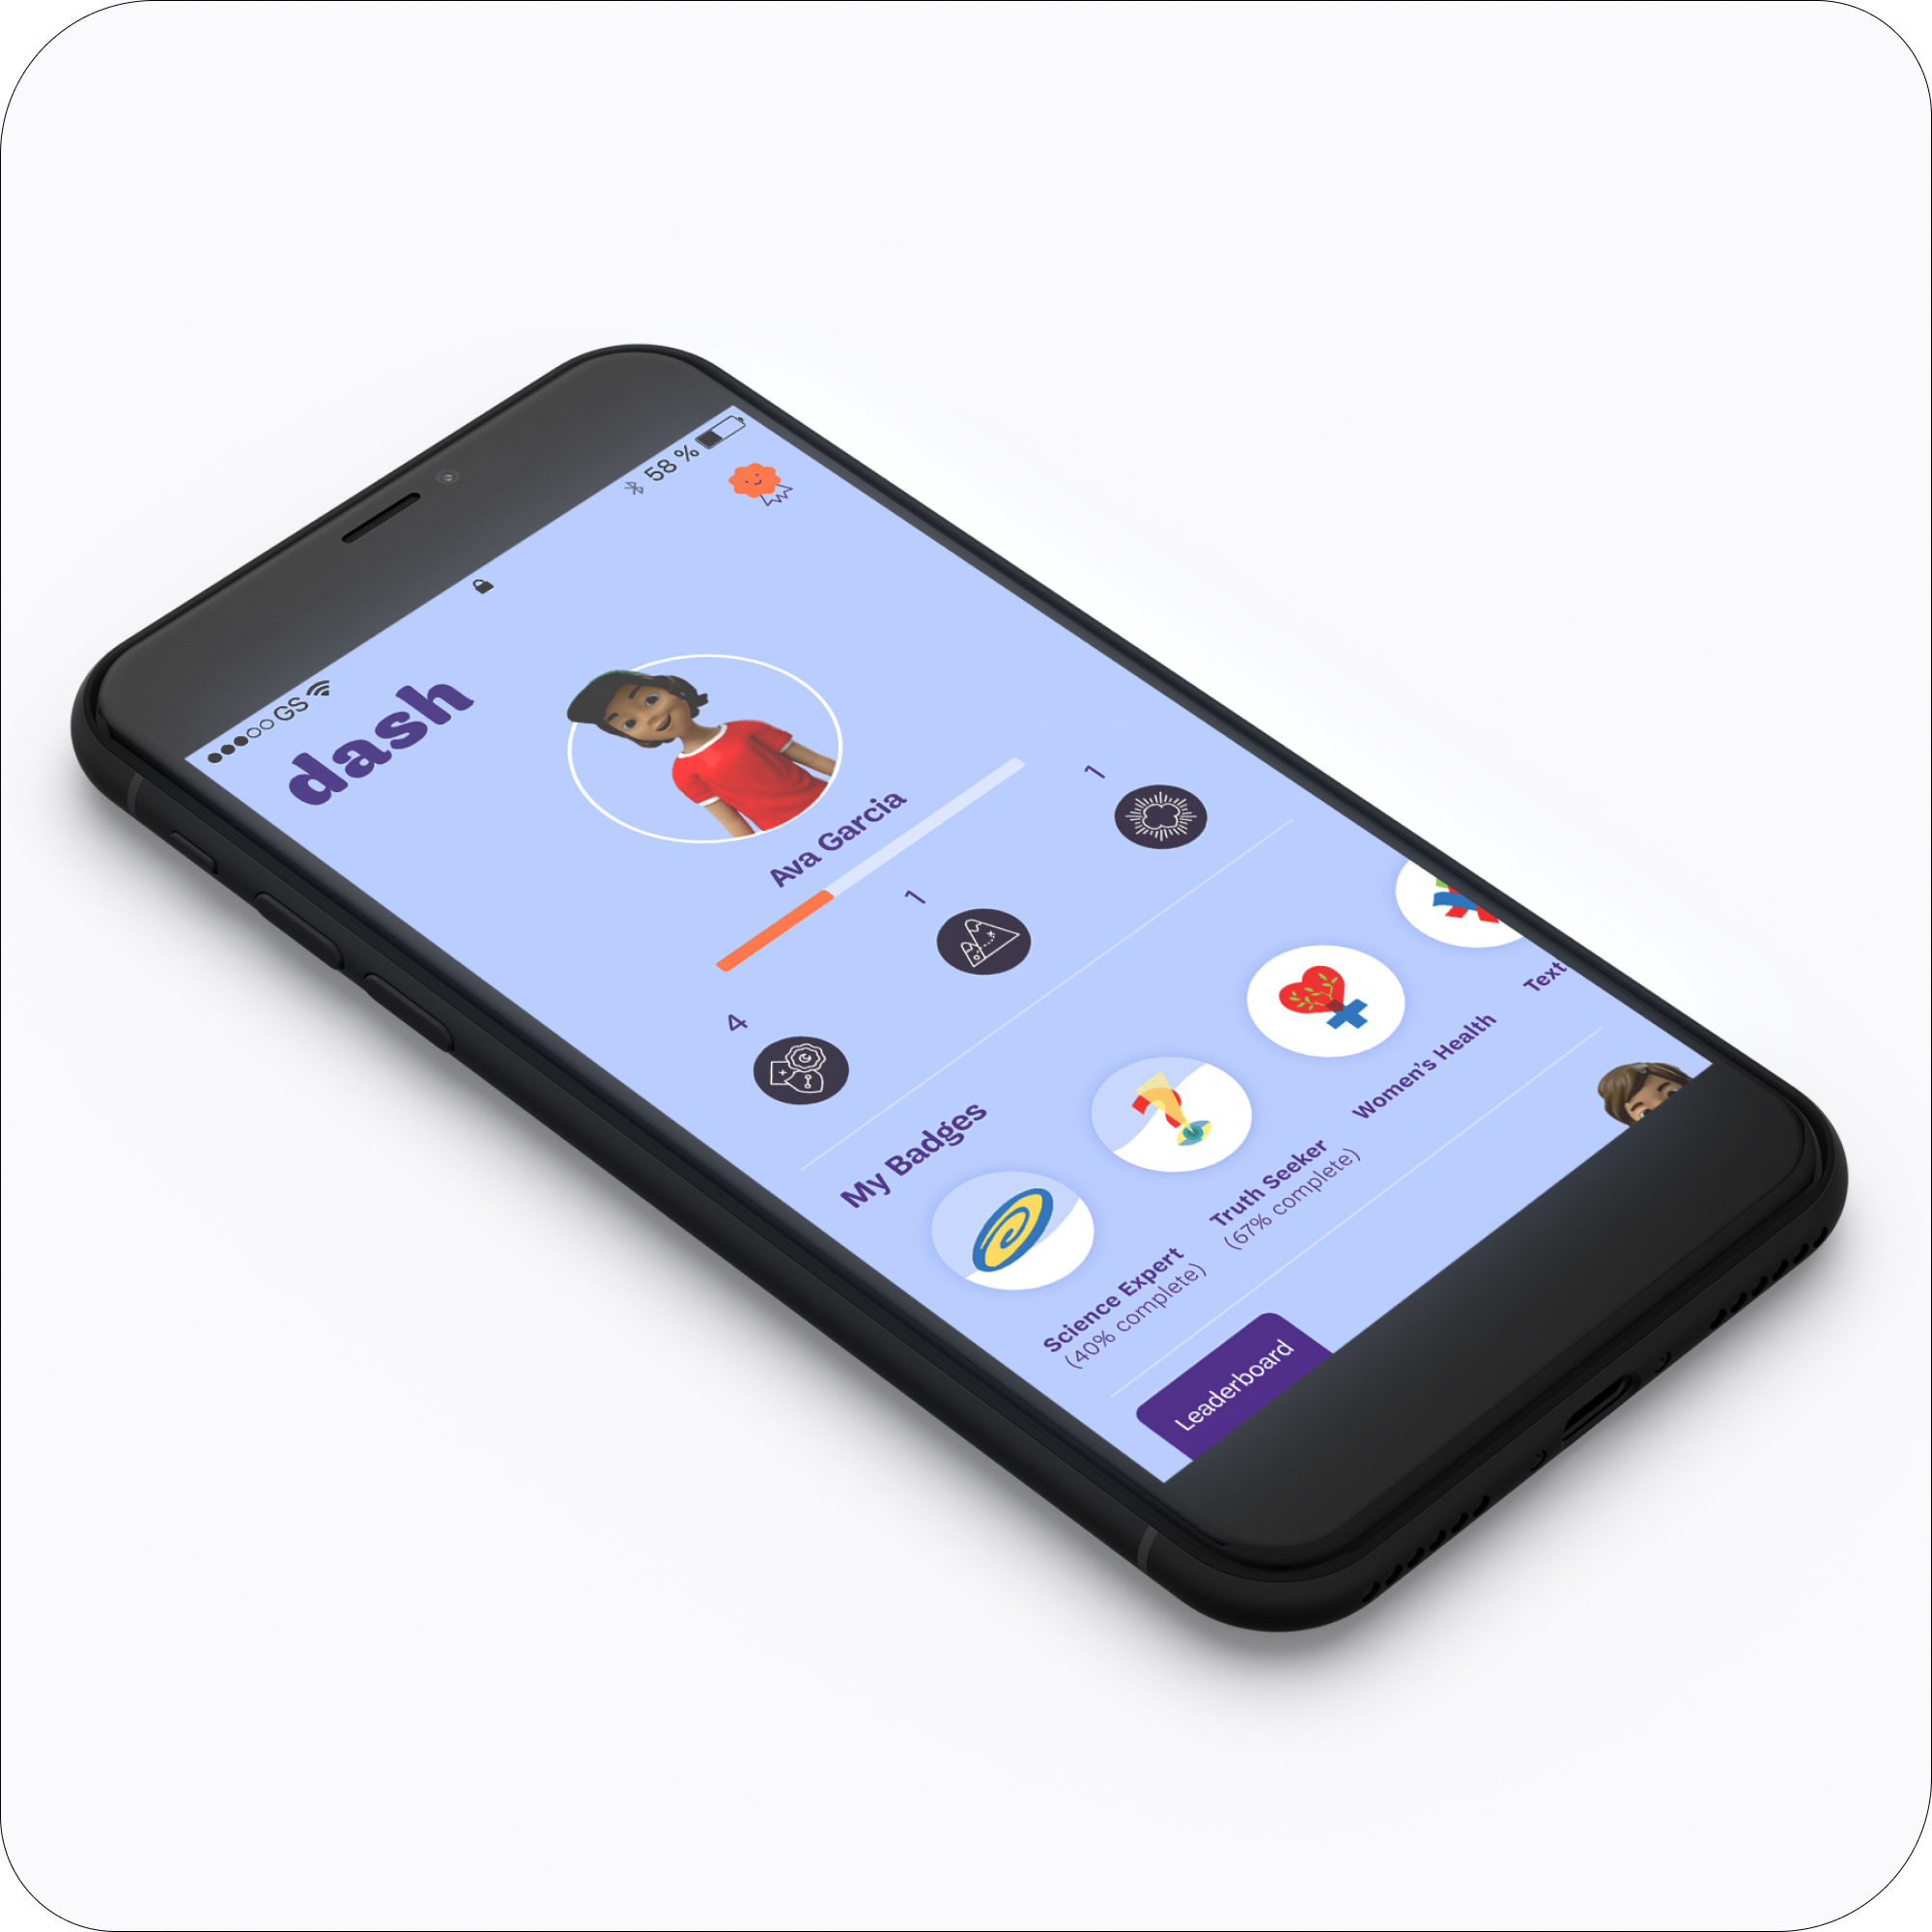 GS
58 %
dash
Ava Garcia
4
1
1
My Badges
Science Expert
(40% complete)
Truth Seeker
(67% complete)
Women's Health
Text
Leaderboard